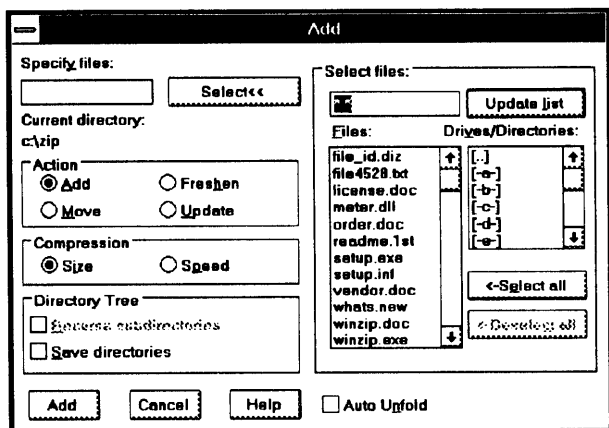 Add
Specify files:
Select<<
Current directory:
c:\zip
Action
Add
Freshen
Move
Update
Compression
Size
Speed
Directory Tree
Recurse subdirectories
Save directories
Add
Cancel
Help
Auto Unfold
Select files:
*.*
Update list
Files:
Drives/Directories:
file_id.diz
file4528.txt
license.doc
meter.dll
order.doc
readme.1st
setup.exe
setup.inf
vendor.doc
whats.new
winzip.doc
winzip.exe
[..]
[-a-]
[-b-]
[-c-]
[-d-]
[-e-]
<-Select all
<-Deselect all